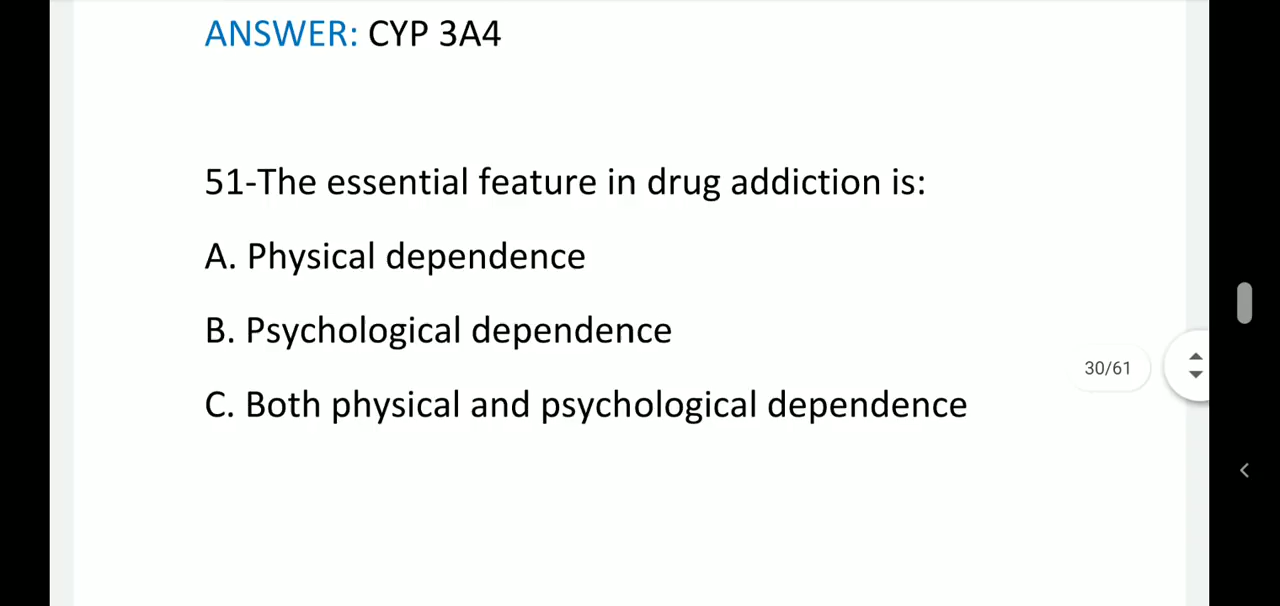 ANSWER: CYP 3A4
51-The essential feature in drug addiction is:
A. Physical dependence
B. Psychological dependence
30/61
C. Both physical and psychological dependence